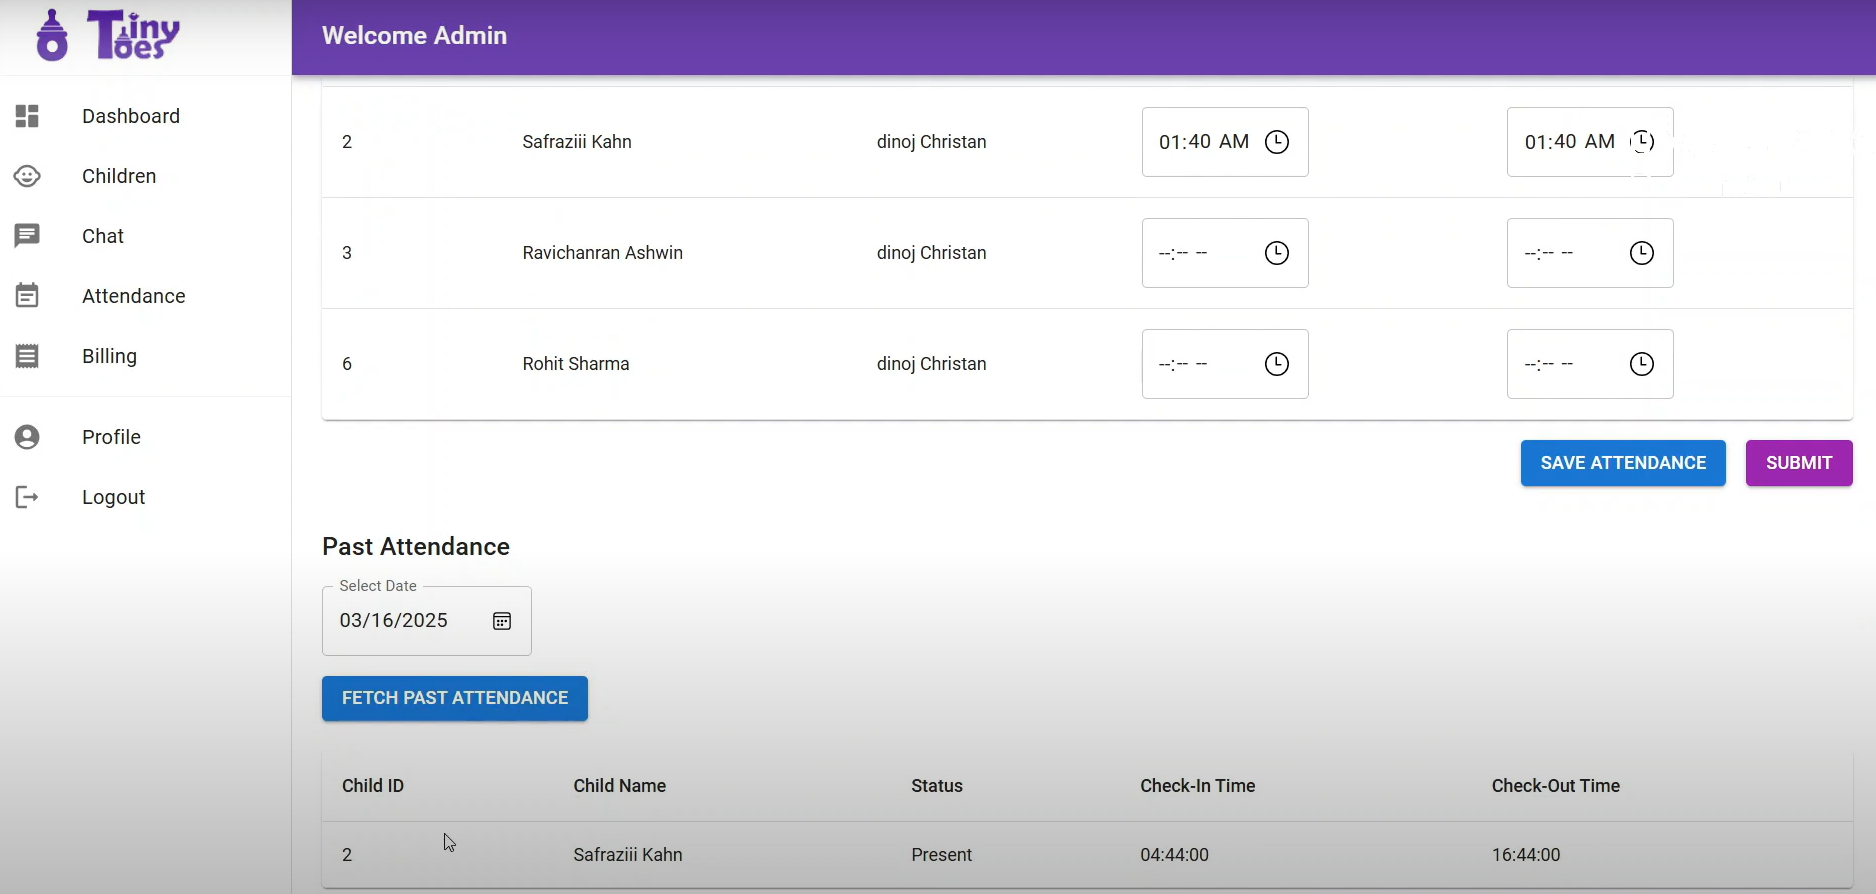 Tiny Toes
Welcome Admin
Dashboard
Children
Chat
Attendance
Billing
Profile
Logout
2 Safraziii Kahn dinoj Christan 01:40 AM 01:40 AM
3 Ravichanran Ashwin dinoj Christan --:-- -- --:-- --
6 Rohit Sharma dinoj Christan --:-- -- --:-- --
SAVE ATTENDANCE SUBMIT
Past Attendance
Select Date
03/16/2025
FETCH PAST ATTENDANCE
Child ID Child Name Status Check-In Time Check-Out Time
2 Safraziii Kahn Present 04:44:00 16:44:00